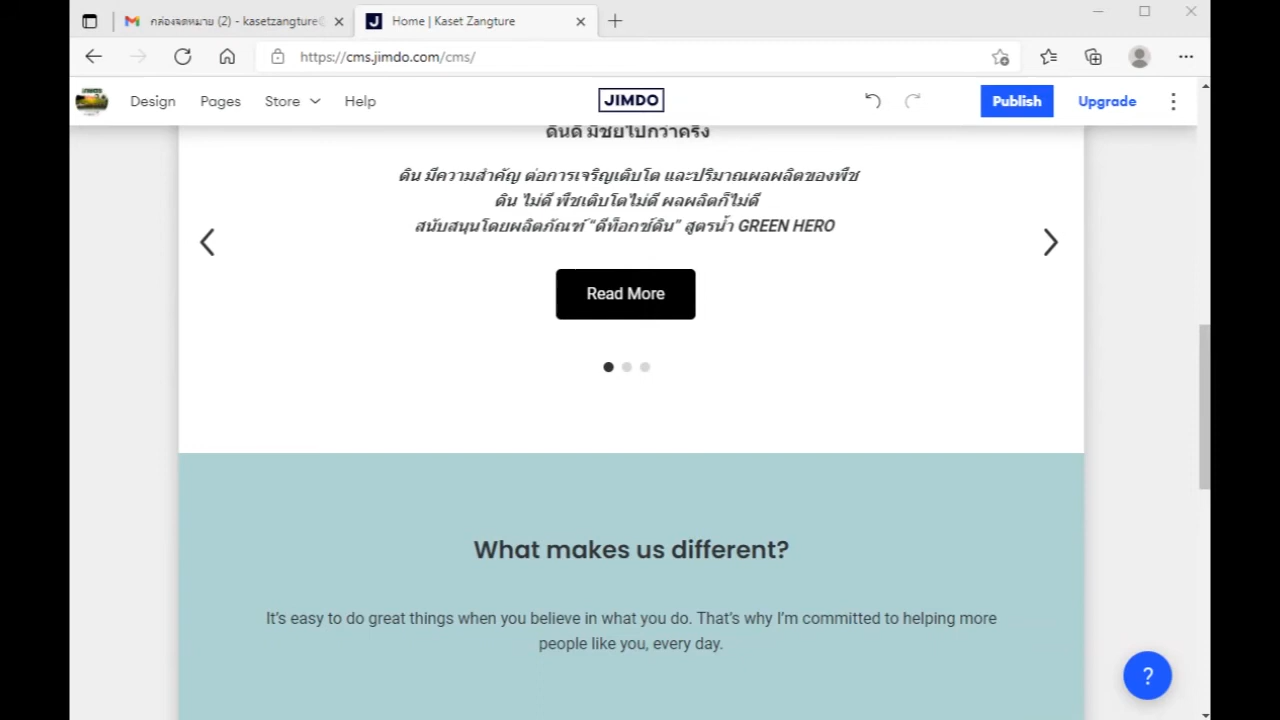 กล่องจดหมาย (2) - kasetzangture@
Home | Kaset Zangture
https://cms.jimdo.com/cms/
Design Pages Store Help JIMDO Publish Upgrade
ดินดี มีชัยไปกว่าครึ่ง
ดิน มีความสำคัญ ต่อการเจริญเติบโต และปริมาณผลผลิตของพืช
ดิน ไม่ดี พืชเติบโตไม่ดี ผลผลิตก็ไม่ดี
สนับสนุนโดยผลิตภัณฑ์ “ดีท็อกซ์ดิน” สูตรน้ำ GREEN HERO
Read More
What makes us different?
It’s easy to do great things when you believe in what you do. That’s why I’m committed to helping more
people like you, every day.
?